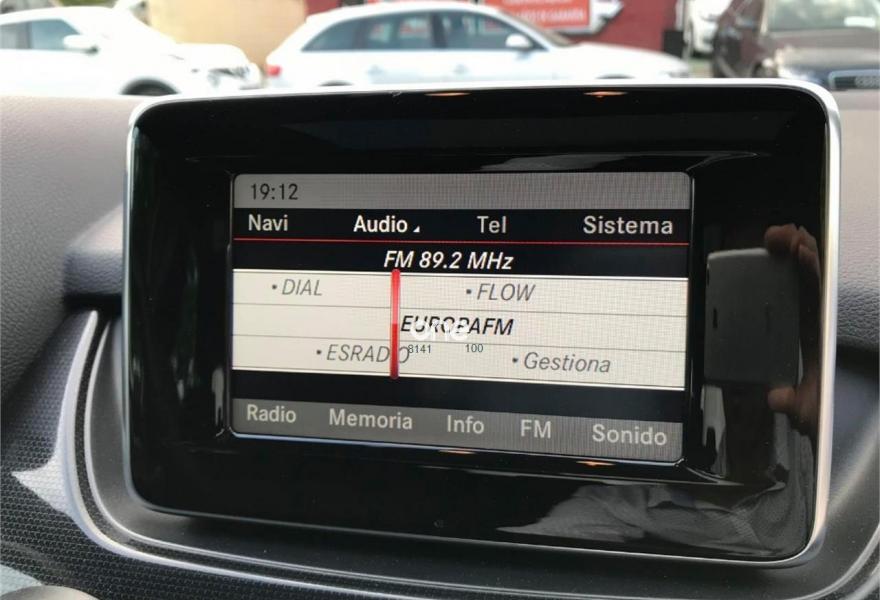 19:12
Navi Audio Tel Sistema
FM 89.2 MHz
• DIAL • FLOW
EUROPAFM
one
8141 100
• ESRADIO • Gestiona
Radio Memoria Info FM Sonido